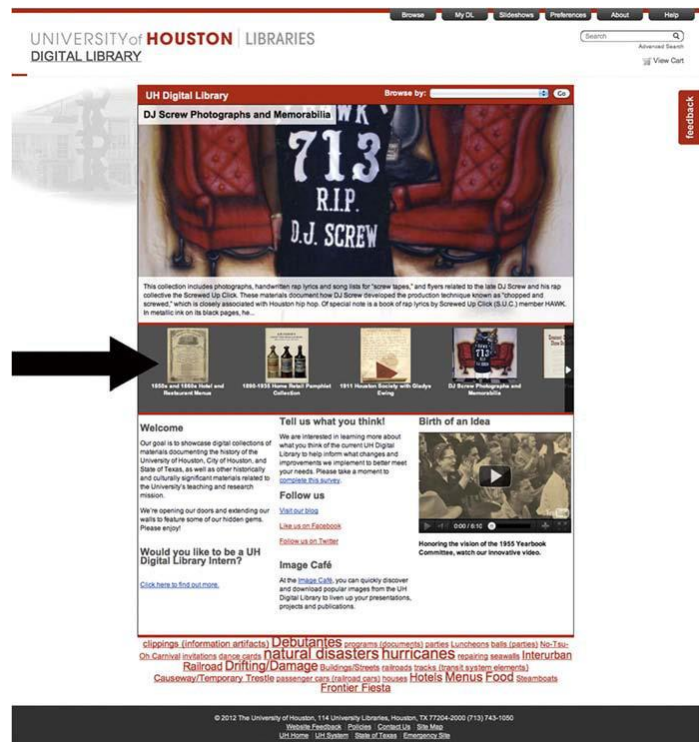 Browse My DL Slideshows Preferences About Help
UNIVERSITY of HOUSTON LIBRARIES
DIGITAL LIBRARY
Search
Advanced Search
View Cart
feedback
UH Digital Library
Browse by:
Go
DJ Screw Photographs and Memorabilia
HAWK
713
R.I.P.
D.J. SCREW
This collection includes photographs, handwritten rap lyrics and song lists for "screw tapes," and flyers related to the late DJ Screw and his rap
collective the Screwed Up Click. These materials document how DJ Screw developed the production technique known as "chopped and
screwed," which is closely associated with Houston hip hop. Of special note is a book of rap lyrics by Screwed Up Click (S.U.C.) member HAWK.
In metallic ink on its black pages, he...
1850s and 1860s Hotel and
Restaurant Menus
1890-1935 Home Retail Pamphlet
Collection
1911 Houston Society with Gladys
Ewing
DJ Screw Photographs and
Memorabilia
Welcome
Our goal is to showcase digital collections of
materials documenting the history of the
University of Houston, City of Houston, and
State of Texas, as well as other historically
and culturally significant materials related to
the University's teaching and research
mission.
We're opening our doors and extending our
walls to feature some of our hidden gems.
Please enjoy!
Would you like to be a UH
Digital Library Intern?
Click here to find out more.
Tell us what you think!
We are interested in learning more about
what you think of the current UH Digital
Library to help inform what changes and
improvements we implement to better meet
your needs. Please take a moment to
complete this survey.
Follow us
Visit our blog
Like us on Facebook
Follow us on Twitter
Image Café
At the Image Café, you can quickly discover
and download popular images from the UH
Digital Library to liven up your presentations,
projects and publications.
Birth of an Idea
0:00 / 6:10
Honoring the vision of the 1955 Yearbook
Committee, watch our innovative video.
clippings (information artifacts) Debutantes programs (documents) parties Luncheons balls (parties) No-Tsu-
Oh Carnival invitations dance cards natural disasters hurricanes repairing seawalls Interurban
Railroad Drifting/Damage Buildings/Streets railroads tracks (transit system elements)
Causeway/Temporary Trestle passenger cars (railroad cars) houses Hotels Menus Food Steamboats
Frontier Fiesta
© 2012 The University of Houston, 114 University Libraries, Houston, TX 77204-2000 (713) 743-1050
Website Feedback | Policies | Contact Us | Site Map
UH Home | UH System | State of Texas | Emergency Site